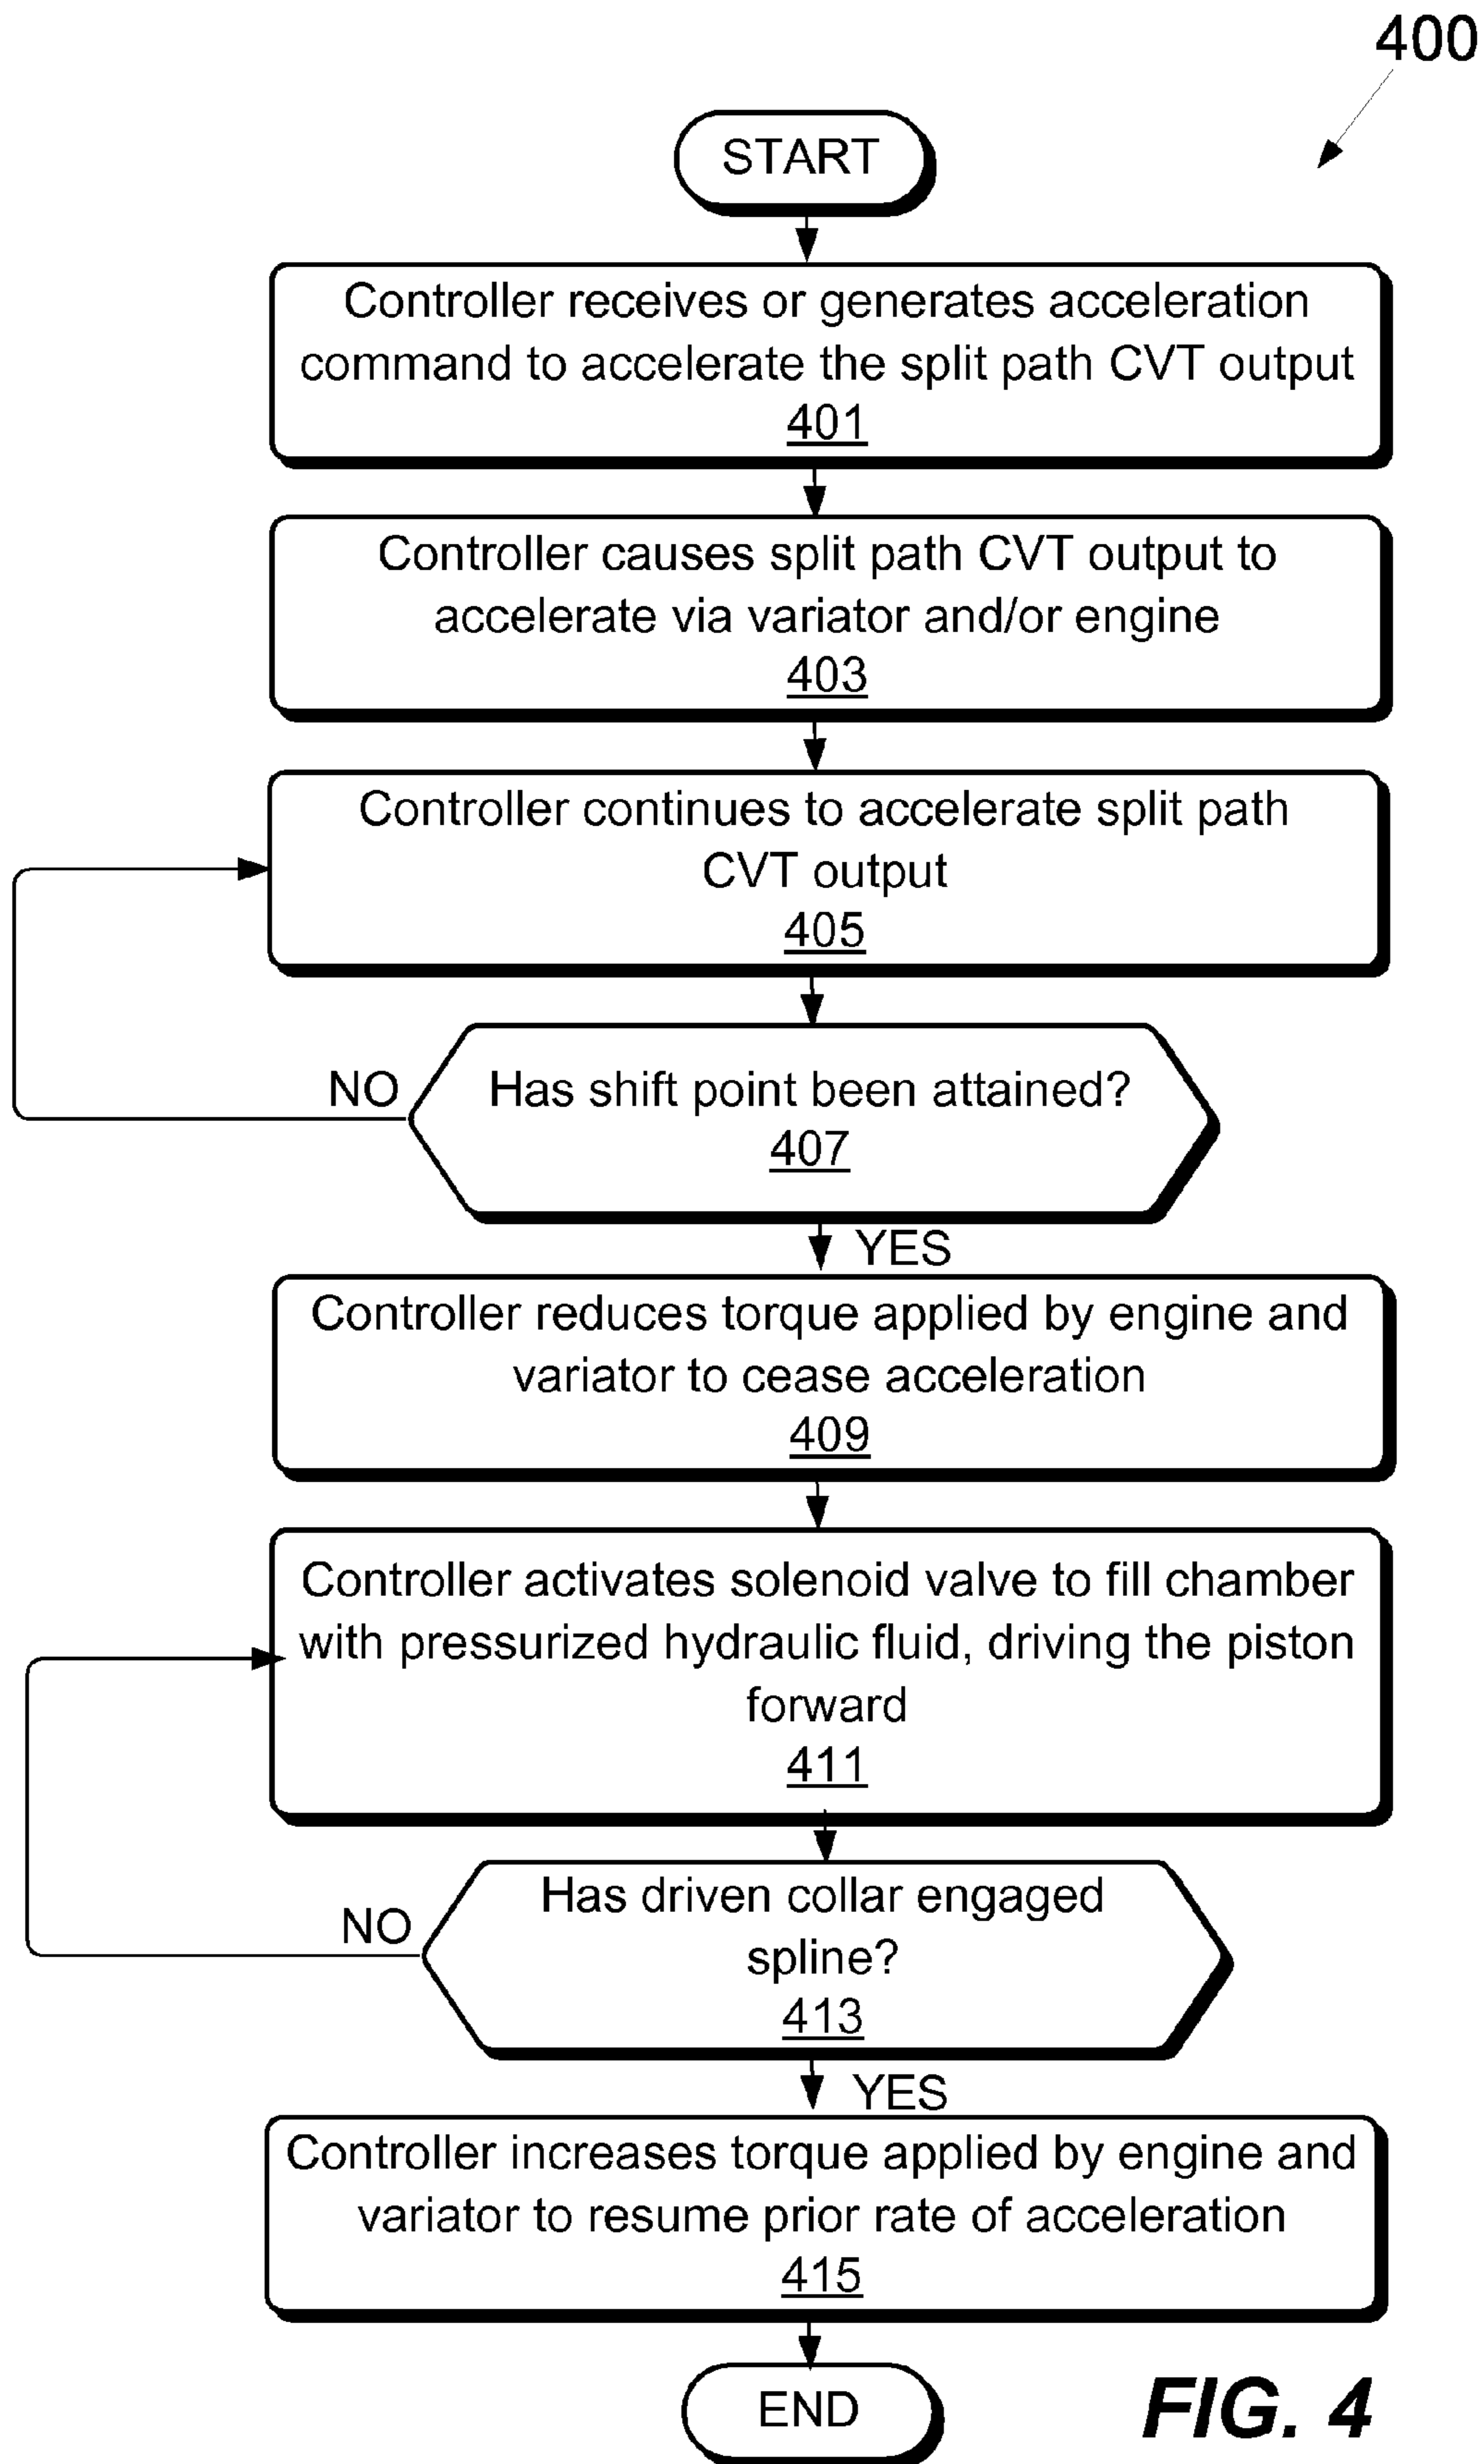 400
START
Controller receives or generates acceleration
command to accelerate the split path CVT output
401
Controller causes split path CVT output to
accelerate via variator and/or engine
403
Controller continues to accelerate split path
CVT output
405
NO
Has shift point been attained?
407
YES
Controller reduces torque applied by engine and
variator to cease acceleration
409
Controller activates solenoid valve to fill chamber
with pressurized hydraulic fluid, driving the piston
forward
411
NO
Has driven collar engaged
spline?
413
YES
Controller increases torque applied by engine and
variator to resume prior rate of acceleration
415
END
FIG. 4